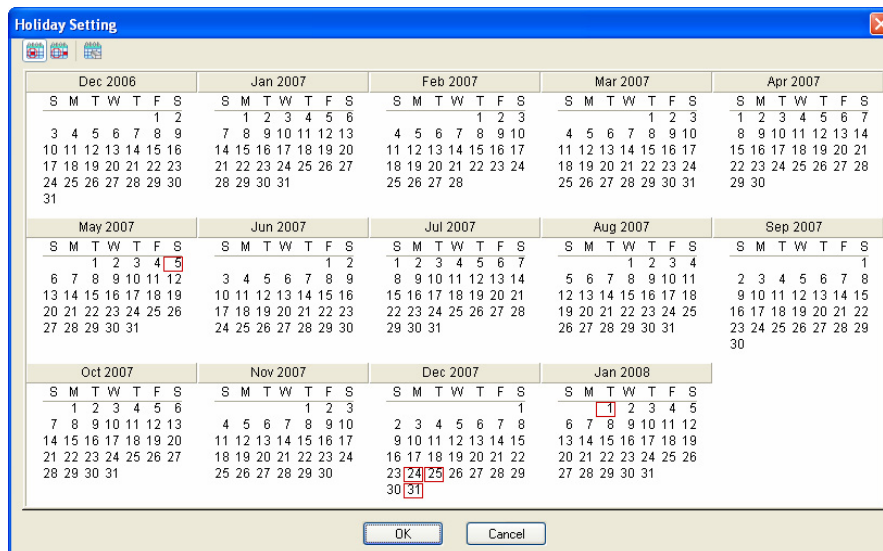 Holiday Setting
Dec 2006 Jan 2007 Feb 2007 Mar 2007 Apr 2007
S M T W T F S S M T W T F S S M T W T F S S M T W T F S S M T W T F S
1 2 1 2 3 4 5 6 1 2 3 1 2 3 1 2 3 4 5 6 7
3 4 5 6 7 8 9 7 8 9 10 11 12 13 4 5 6 7 8 9 10 4 5 6 7 8 9 10 8 9 10 11 12 13 14
10 11 12 13 14 15 16 14 15 16 17 18 19 20 11 12 13 14 15 16 17 11 12 13 14 15 16 17 15 16 17 18 19 20 21
17 18 19 20 21 22 23 21 22 23 24 25 26 27 18 19 20 21 22 23 24 18 19 20 21 22 23 24 22 23 24 25 26 27 28
24 25 26 27 28 29 30 28 29 30 31 25 26 27 28 25 26 27 28 29 30 31 29 30
31
May 2007 Jun 2007 Jul 2007 Aug 2007 Sep 2007
S M T W T F S S M T W T F S S M T W T F S S M T W T F S S M T W T F S
1 2 3 4 5 1 2 1 2 3 4 5 6 7 1 2 3 4 1
6 7 8 9 10 11 12 3 4 5 6 7 8 9 8 9 10 11 12 13 14 5 6 7 8 9 10 11 2 3 4 5 6 7 8
13 14 15 16 17 18 19 10 11 12 13 14 15 16 15 16 17 18 19 20 21 12 13 14 15 16 17 18 9 10 11 12 13 14 15
20 21 22 23 24 25 26 17 18 19 20 21 22 23 22 23 24 25 26 27 28 19 20 21 22 23 24 25 16 17 18 19 20 21 22
27 28 29 30 31 24 25 26 27 28 29 30 29 30 31 26 27 28 29 30 31 23 24 25 26 27 28 29
30
Oct 2007 Nov 2007 Dec 2007 Jan 2008
S M T W T F S S M T W T F S S M T W T F S S M T W T F S
1 2 3 4 5 6 1 2 3 1 1 2 3 4 5
7 8 9 10 11 12 13 4 5 6 7 8 9 10 2 3 4 5 6 7 8 6 7 8 9 10 11 12
14 15 16 17 18 19 20 11 12 13 14 15 16 17 9 10 11 12 13 14 15 13 14 15 16 17 18 19
21 22 23 24 25 26 27 18 19 20 21 22 23 24 16 17 18 19 20 21 22 20 21 22 23 24 25 26
28 29 30 31 25 26 27 28 29 30 23 24 25 26 27 28 29 27 28 29 30 31
30 31
OK Cancel